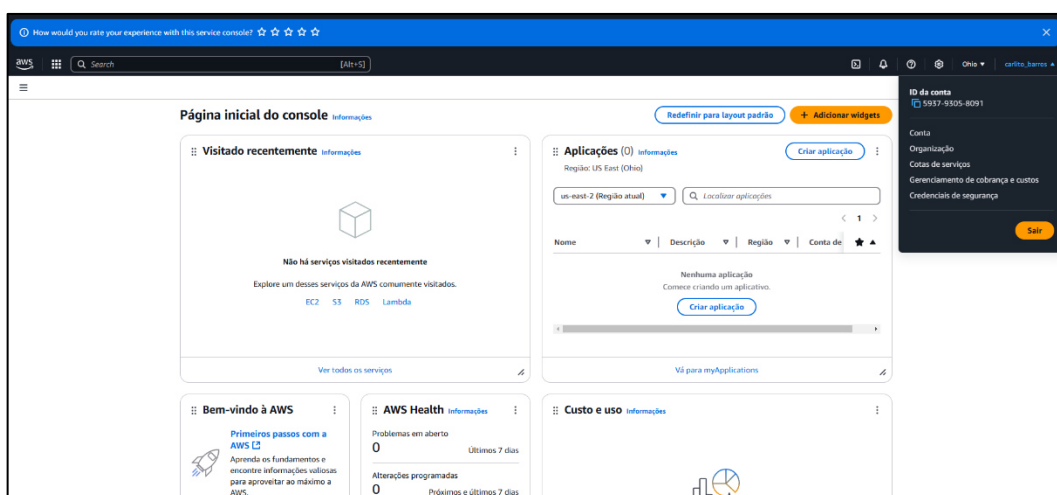 How would you rate your experience with this service console?
aws
Search [Alt+S]
Ohio
carlito_barros
ID da conta
5937-9305-8091
Conta
Organização
Cotas de serviços
Gerenciamento de cobrança e custos
Credenciais de segurança
Sair
Página inicial do console Informações
Redefinir para layout padrão
+ Adicionar widgets
Visitado recentemente Informações
Não há serviços visitados recentemente
Explore um desses serviços da AWS comumente visitados.
EC2 S3 RDS Lambda
Ver todos os serviços
Aplicações (0) Informações
Criar aplicação
Região: US East (Ohio)
us-east-2 (Região atual)
Localizar aplicações
1
Nome Descrição Região Conta de
Nenhuma aplicação
Comece criando um aplicativo.
Criar aplicação
Vá para myApplications
Bem-vindo à AWS
Primeiros passos com a
AWS
Aprenda os fundamentos e
encontre informações valiosas
para aproveitar ao máximo a
AWS.
AWS Health Informações
Problemas em aberto
0 Últimos 7 dias
Alterações programadas
0 Próximos e últimos 7 dias
Custo e uso Informações